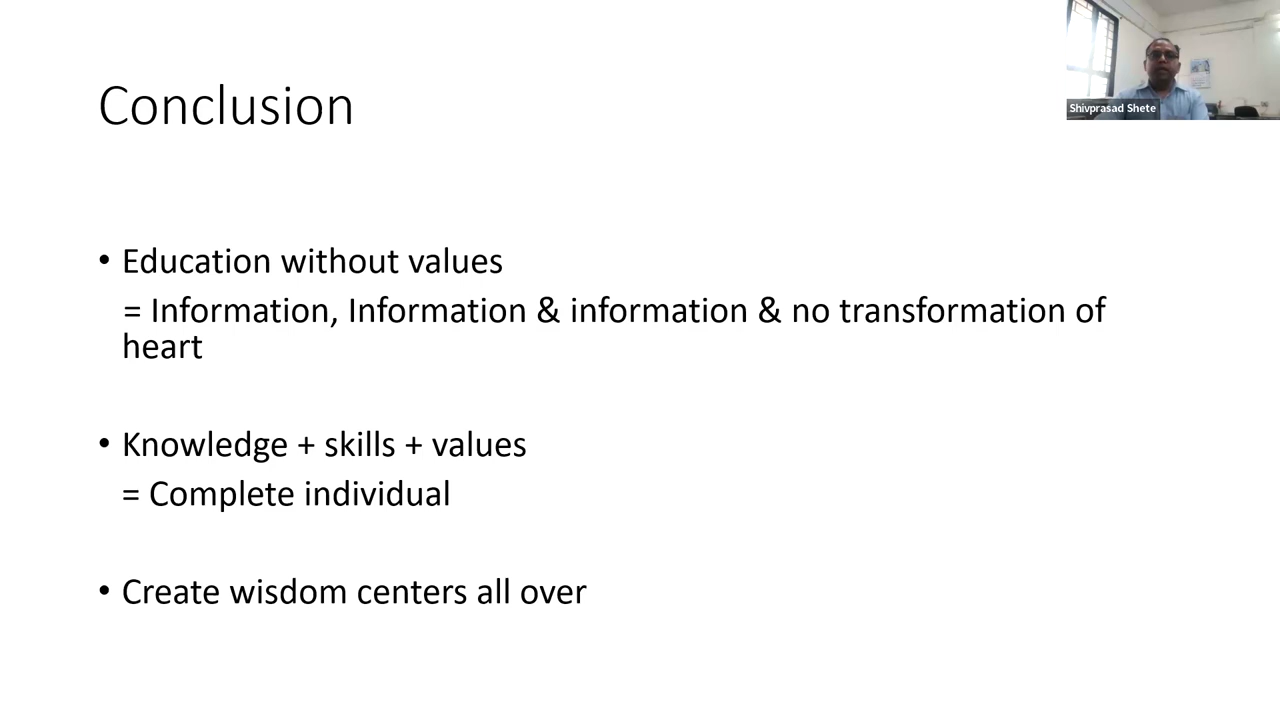 Shivprasad Shete
Conclusion
• Education without values
= Information, Information & information & no transformation of
heart
• Knowledge + skills + values
= Complete individual
• Create wisdom centers all over